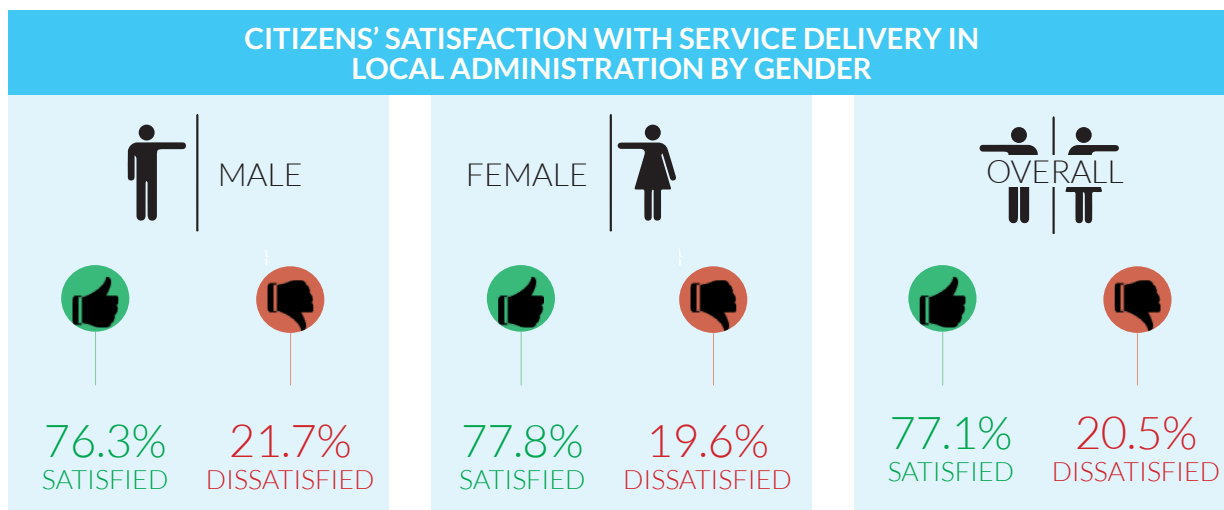 CITIZENS’ SATISFACTION WITH SERVICE DELIVERY IN
LOCAL ADMINISTRATION BY GENDER
MALE
76.3%
SATISFIED
21.7%
DISSATISFIED
FEMALE
77.8%
SATISFIED
19.6%
DISSATISFIED
OVERALL
77.1%
SATISFIED
20.5%
DISSATISFIED